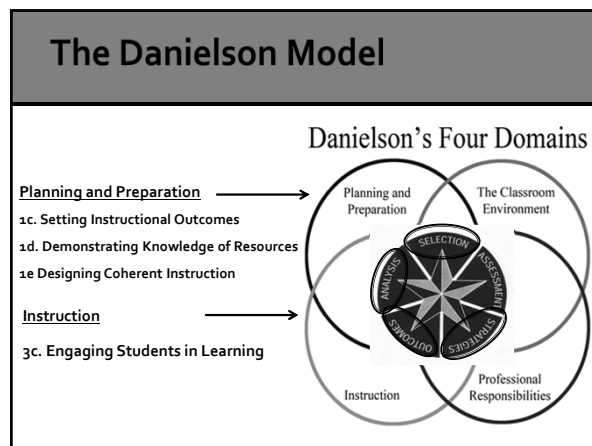 The Danielson Model
Danielson's Four Domains
Planning and Preparation
1c. Setting Instructional Outcomes
1d. Demonstrating Knowledge of Resources
1e Designing Coherent Instruction
Instruction
3c. Engaging Students in Learning
Planning and
Preparation
The Classroom
Environment
SELECTION
ASSESSMENT
STRATEGIES
OUTCOMES
ANALYSIS
Instruction
Professional
Responsibilities